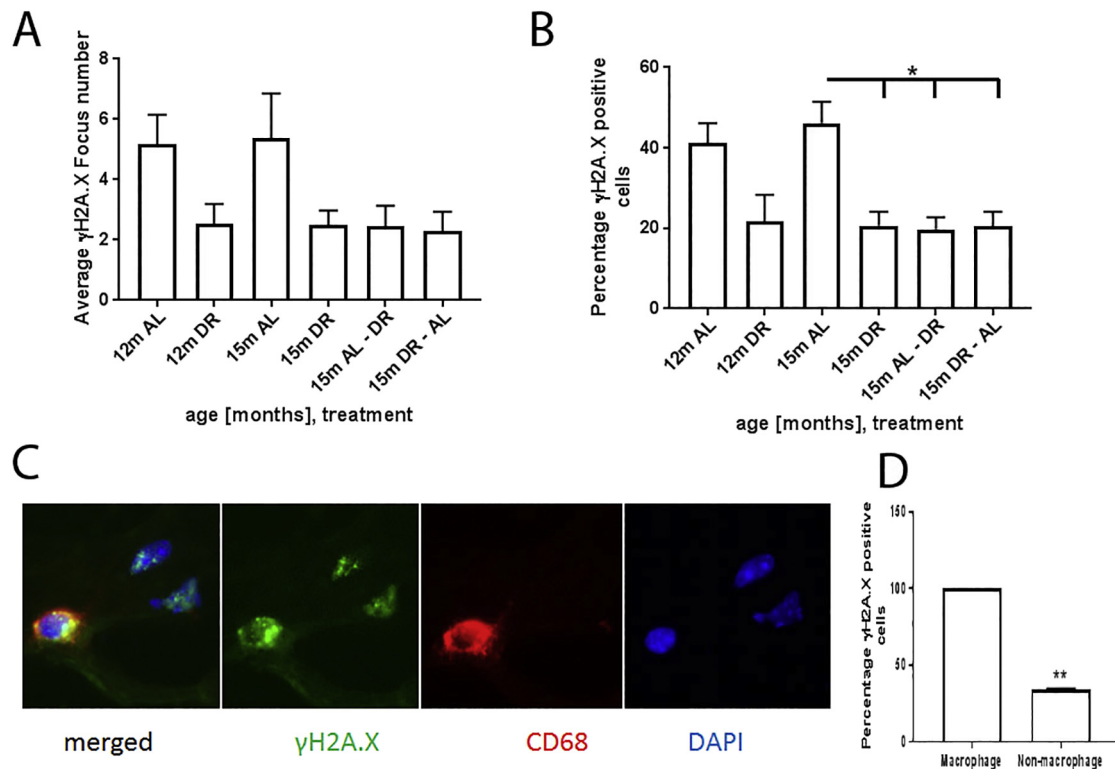 A
Average γH2A.X Focus number
8
6
4
2
0
12m AL
12m DR
15m AL
15m DR
15m AL - DR
15m DR - AL
age [months], treatment
B
Percentage γH2A.X positive
cells
60
40
20
0
*
12m AL
12m DR
15m AL
15m DR
15m AL - DR
15m DR - AL
age [months], treatment
C
merged
γH2A.X
CD68
DAPI
D
Percentage γH2A.X positive
cells
150
100
50
0
**
Macrophage
Non-macrophage